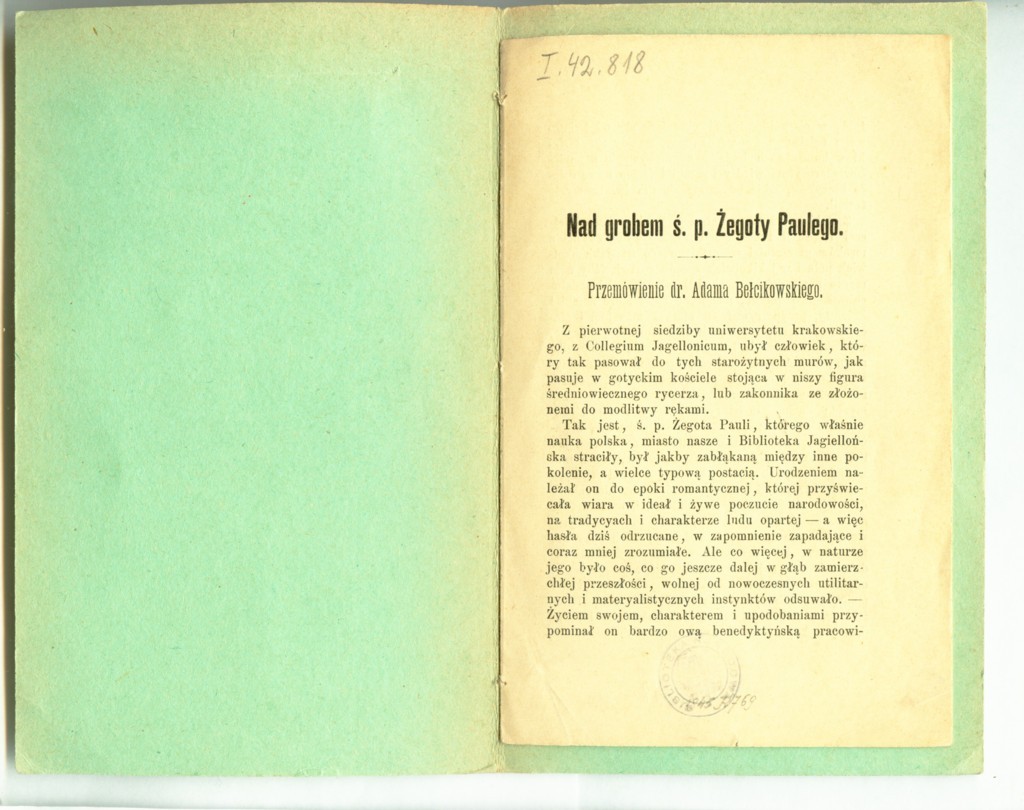 I. 42.818
Nad grobem ś. p. Żegoty Paulego.
Przemówienie dr. Adama Bełcikowskiego.
Z pierwotnej siedziby uniwersytetu krakowskie-
go, z Collegium Jagellonicum, ubył człowiek, któ-
ry tak pasował do tych starożytnych murów, jak
pasuje w gotyckim kościele stojąca w niszy figura
średniowiecznego rycerza, lub zakonnika ze złożo-
nemi do modlitwy rękami.
Tak jest, ś. p. Żegota Pauli, którego właśnie
nauka polska, miasto nasze i Biblioteka Jagielloń-
ska straciły, był jakby zabłąkaną między inne po-
kolenie, a wielce typową postacią. Urodzeniem na-
leżał on do epoki romantycznej, której przyświe-
cała wiara w ideał i żywe poczucie narodowości,
na tradycyach i charakterze ludu opartej — a więc
hasła dziś odrzucane, w zapomnienie zapadające i
coraz mniej zrozumiałe. Ale co więcej, w naturze
jego było coś, co go jeszcze dalej w głąb zamierz-
chłej przeszłości, wolnej od nowoczesnych utilitar-
nych i materyalistycznych instynktów odsuwało. —
Życiem swojem, charakterem i upodobaniami przy-
pominał on bardzo ową benedyktyńską pracowi-